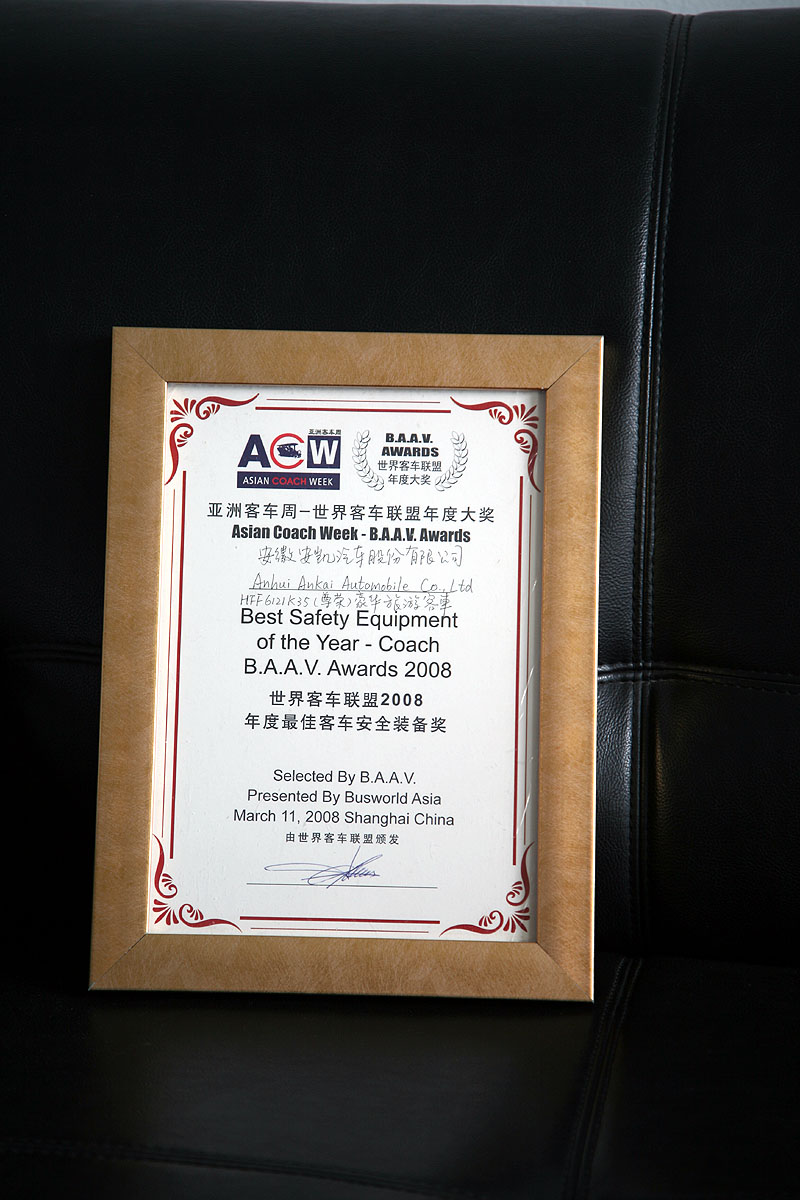 亚洲客车周
ACW
ASIAN COACH WEEK
B.A.A.V.
AWARDS
世界客车联盟
年度大奖
亚洲客车周-世界客车联盟年度大奖
Asian Coach Week - B.A.A.V. Awards
安徽安凯汽车股份有限公司
Anhui Ankai Automobile Co., Ltd
HFF6121K35(尊荣)豪华旅游客車
Best Safety Equipment
of the Year - Coach
B.A.A.V. Awards 2008
世界客车联盟2008
年度最佳客车安全装备奖
Selected By B.A.A.V.
Presented By Busworld Asia
March 11, 2008 Shanghai China
由世界客车联盟颁发